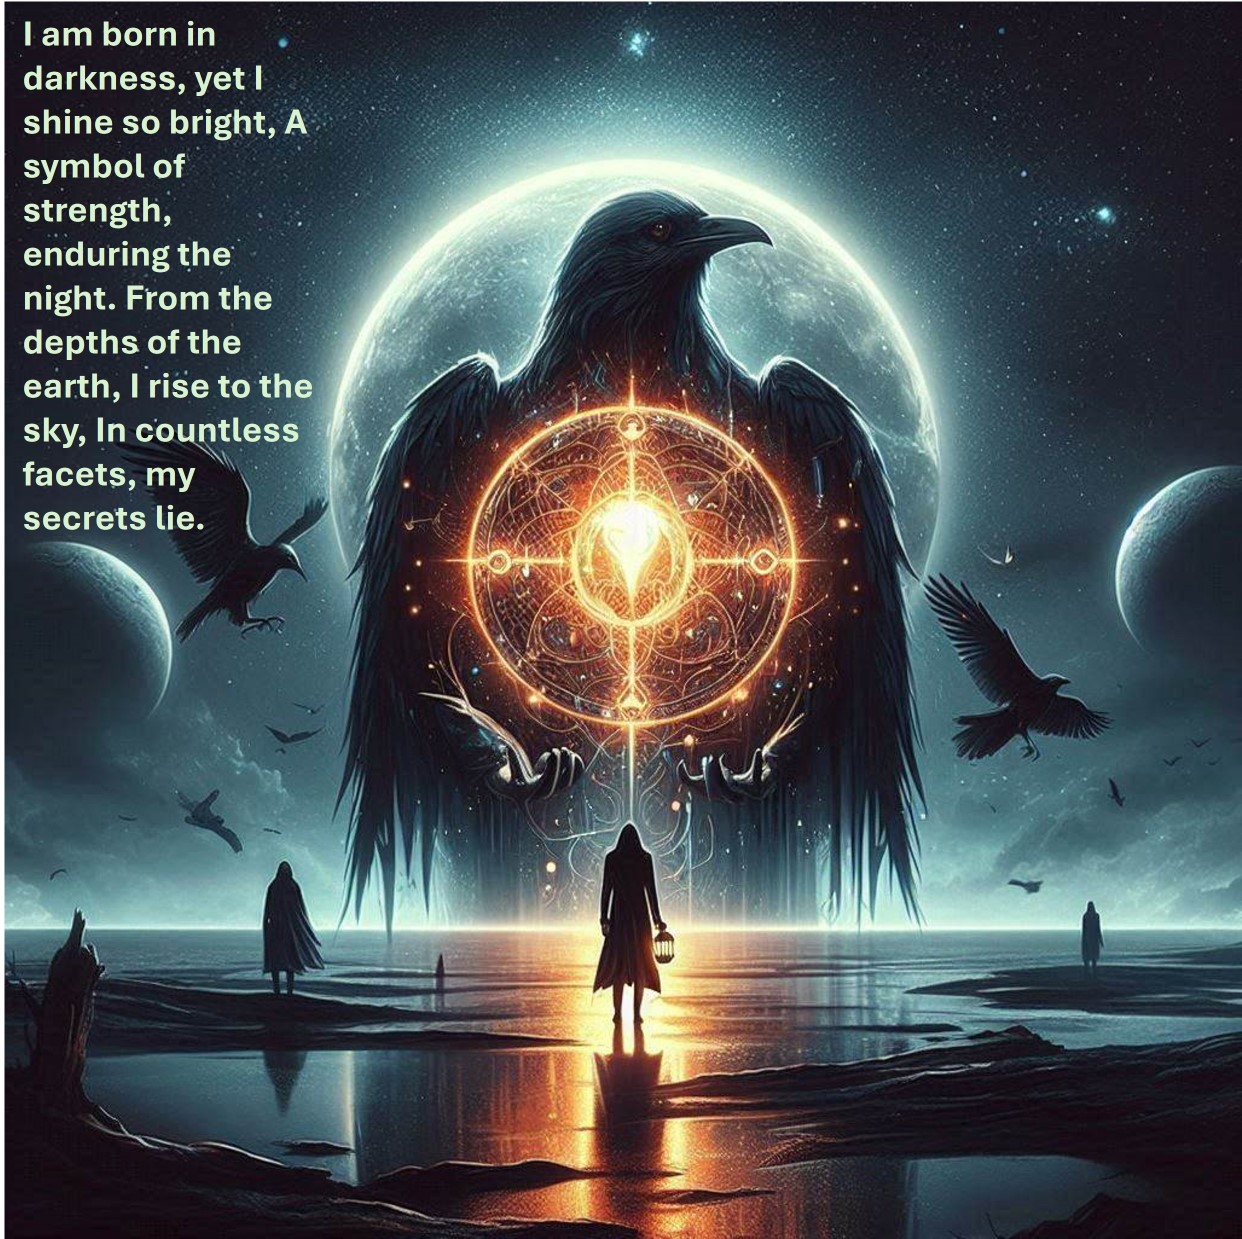 I am born in
darkness, yet I
shine so bright, A
symbol of
strength,
enduring the
night. From the
depths of the
earth, I rise to the
sky, In countless
facets, my
secrets lie.